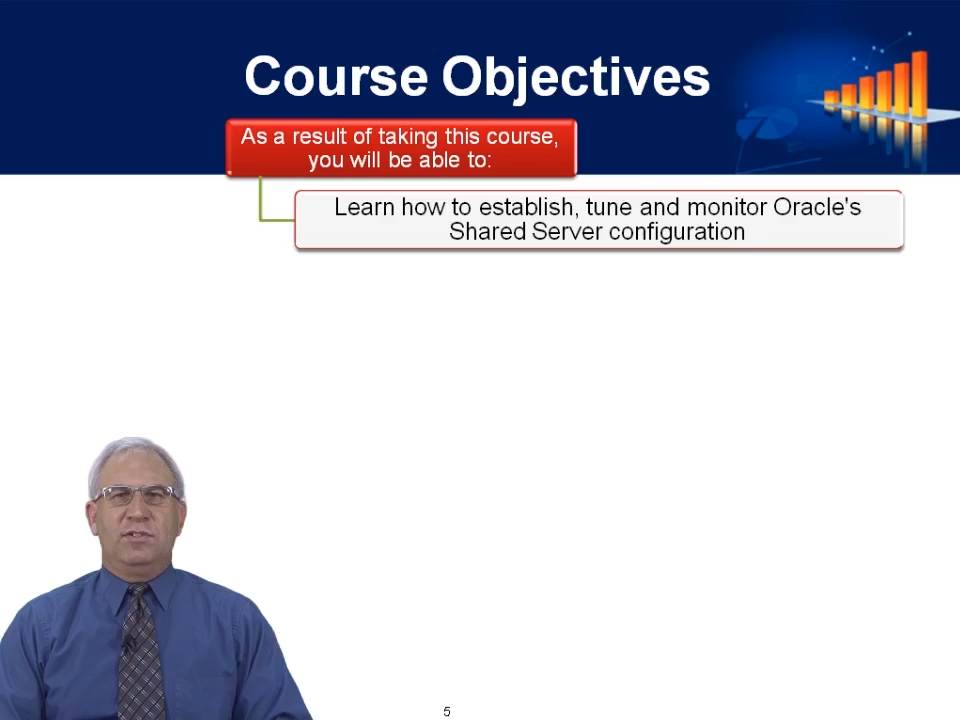 Course Objectives
As a result of taking this course,
you will be able to:
Learn how to establish, tune and monitor Oracle's
Shared Server configuration
5